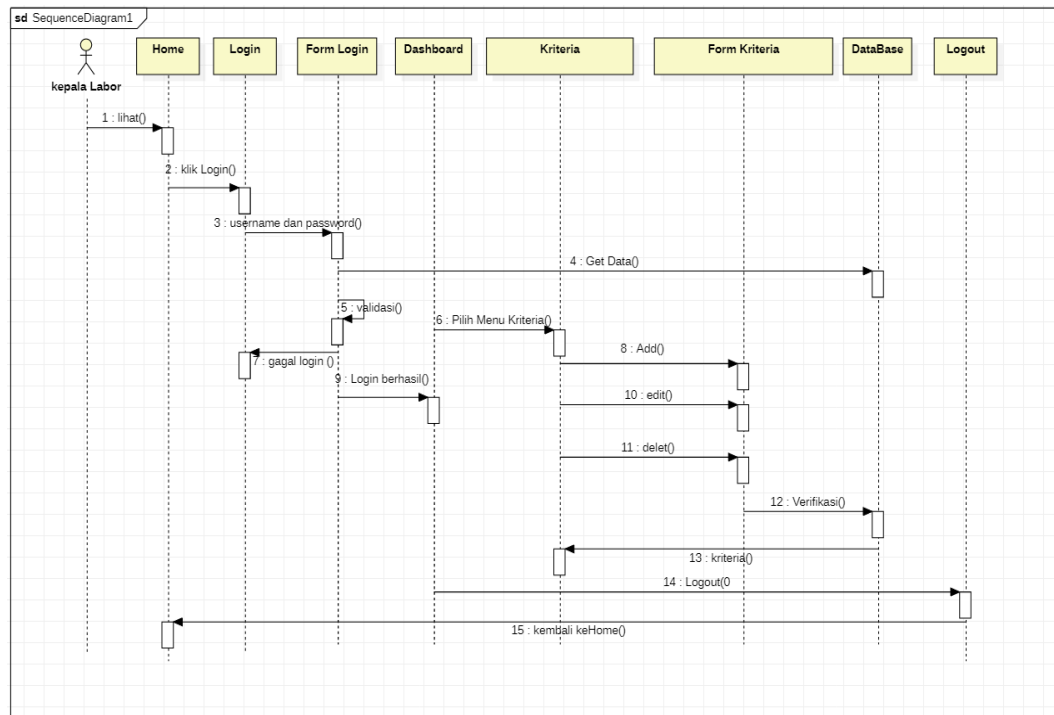 sd SequenceDiagram1
kepala Labor
Home
Login
Form Login
Dashboard
Kriteria
Form Kriteria
DataBase
Logout
1 : lihat()
2 : klik Login()
3 : username dan password()
4 : Get Data()
5 : validasi()
6 : Pilih Menu Kriteria()
7 : gagal login ()
8 : Add()
9 : Login berhasil()
10 : edit()
11 : delet()
12 : Verifikasi()
13 : kriteria()
14 : Logout(0
15 : kembali keHome()